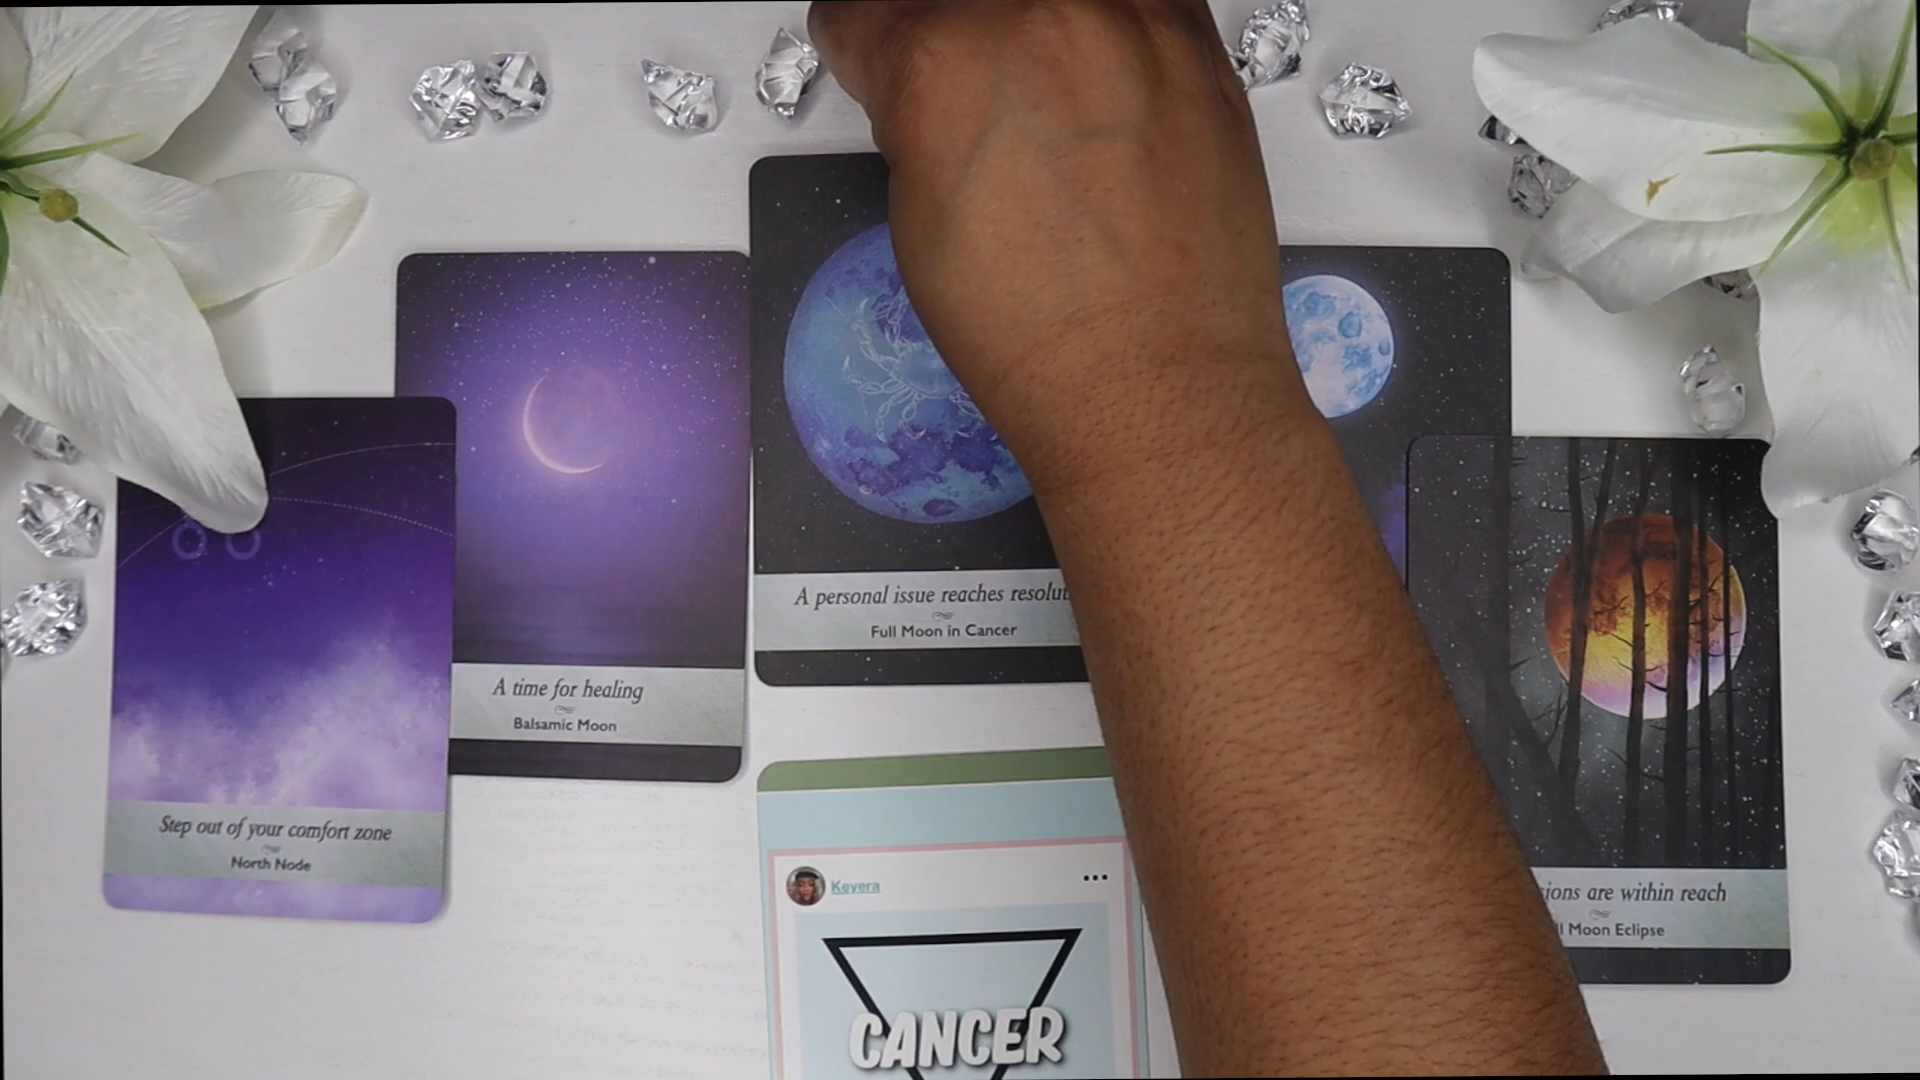 A personal issue reaches
Full Moon in Cancer
A time for healing
Balsamic Moon
Step out of your comfort zone
North Node
are within reach
Moon Eclipse
Keyera
CANCER